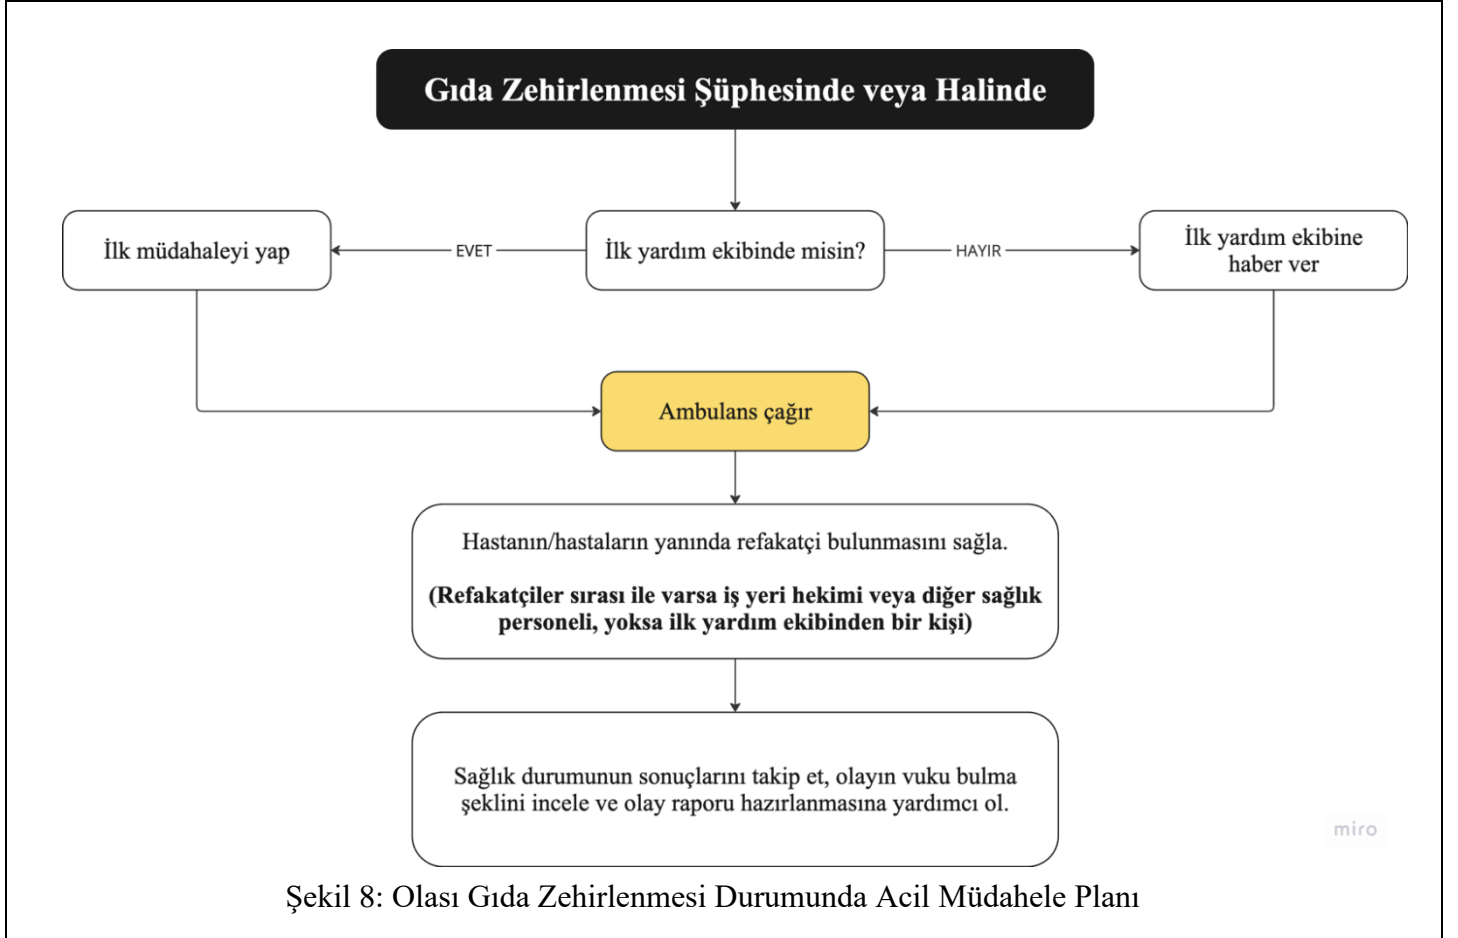 Gıda Zehirlenmesi Şüphesinde veya Halinde
İlk müdahaleyi yap
EVET
İlk yardım ekibinde misin?
HAYIR
İlk yardım ekibine
haber ver
Ambulans çağır
Hastanın/hastaların yanında refakatçi bulunmasını sağla.
(Refakatçiler sırası ile varsa iş yeri hekimi veya diğer sağlık
personeli, yoksa ilk yardım ekibinden bir kişi)
Sağlık durumunun sonuçlarını takip et, olayın vuku bulma
şeklini incele ve olay raporu hazırlanmasına yardımcı ol.
miro
Şekil 8: Olası Gıda Zehirlenmesi Durumunda Acil Müdahele Planı